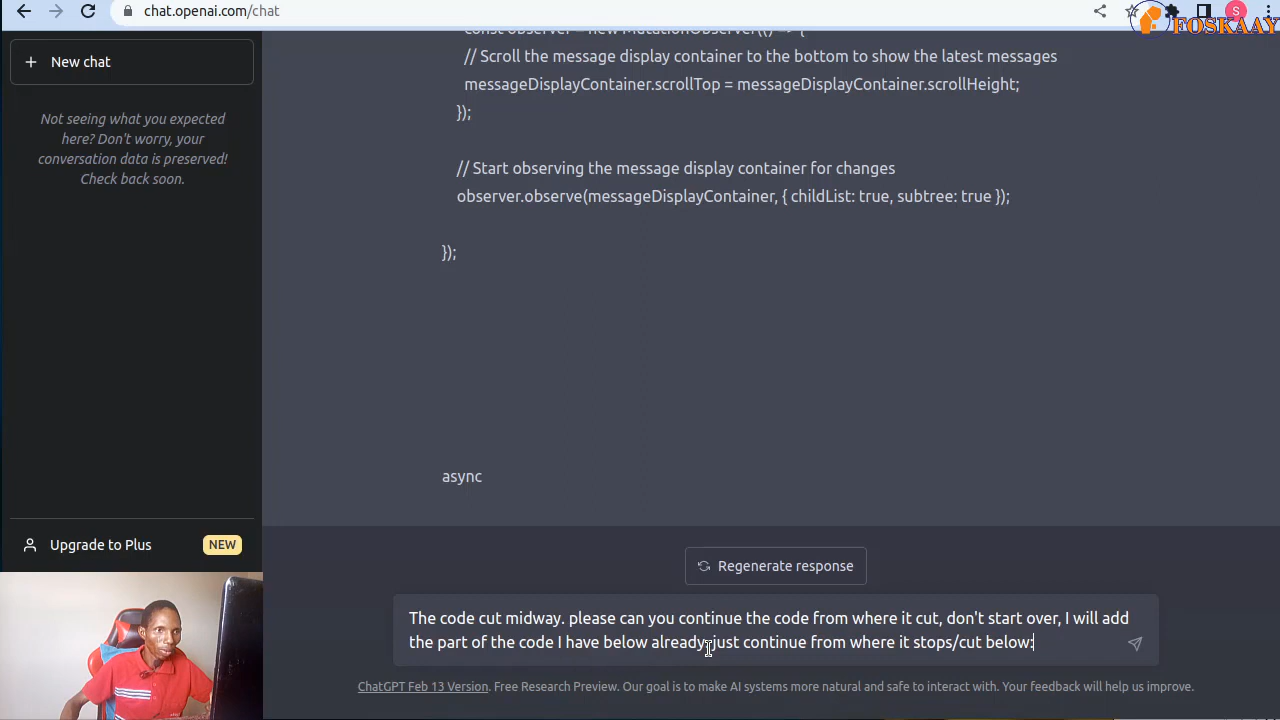 chat.openai.com/chat
S
FOSKAAY
New chat
Not seeing what you expected
here? Don't worry, your
conversation data is preserved!
Check back soon.
const observer = new MutationObserver(() => {
// Scroll the message display container to the bottom to show the latest messages
messageDisplayContainer.scrollTop = messageDisplayContainer.scrollHeight;
});
// Start observing the message display container for changes
observer.observe(messageDisplayContainer, { childList: true, subtree: true });
});
async
Upgrade to Plus NEW
Regenerate response
The code cut midway. please can you continue the code from where it cut, don't start over, I will add
the part of the code I have below already just continue from where it stops/cut below:
ChatGPT Feb 13 Version. Free Research Preview. Our goal is to make AI systems more natural and safe to interact with. Your feedback will help us improve.